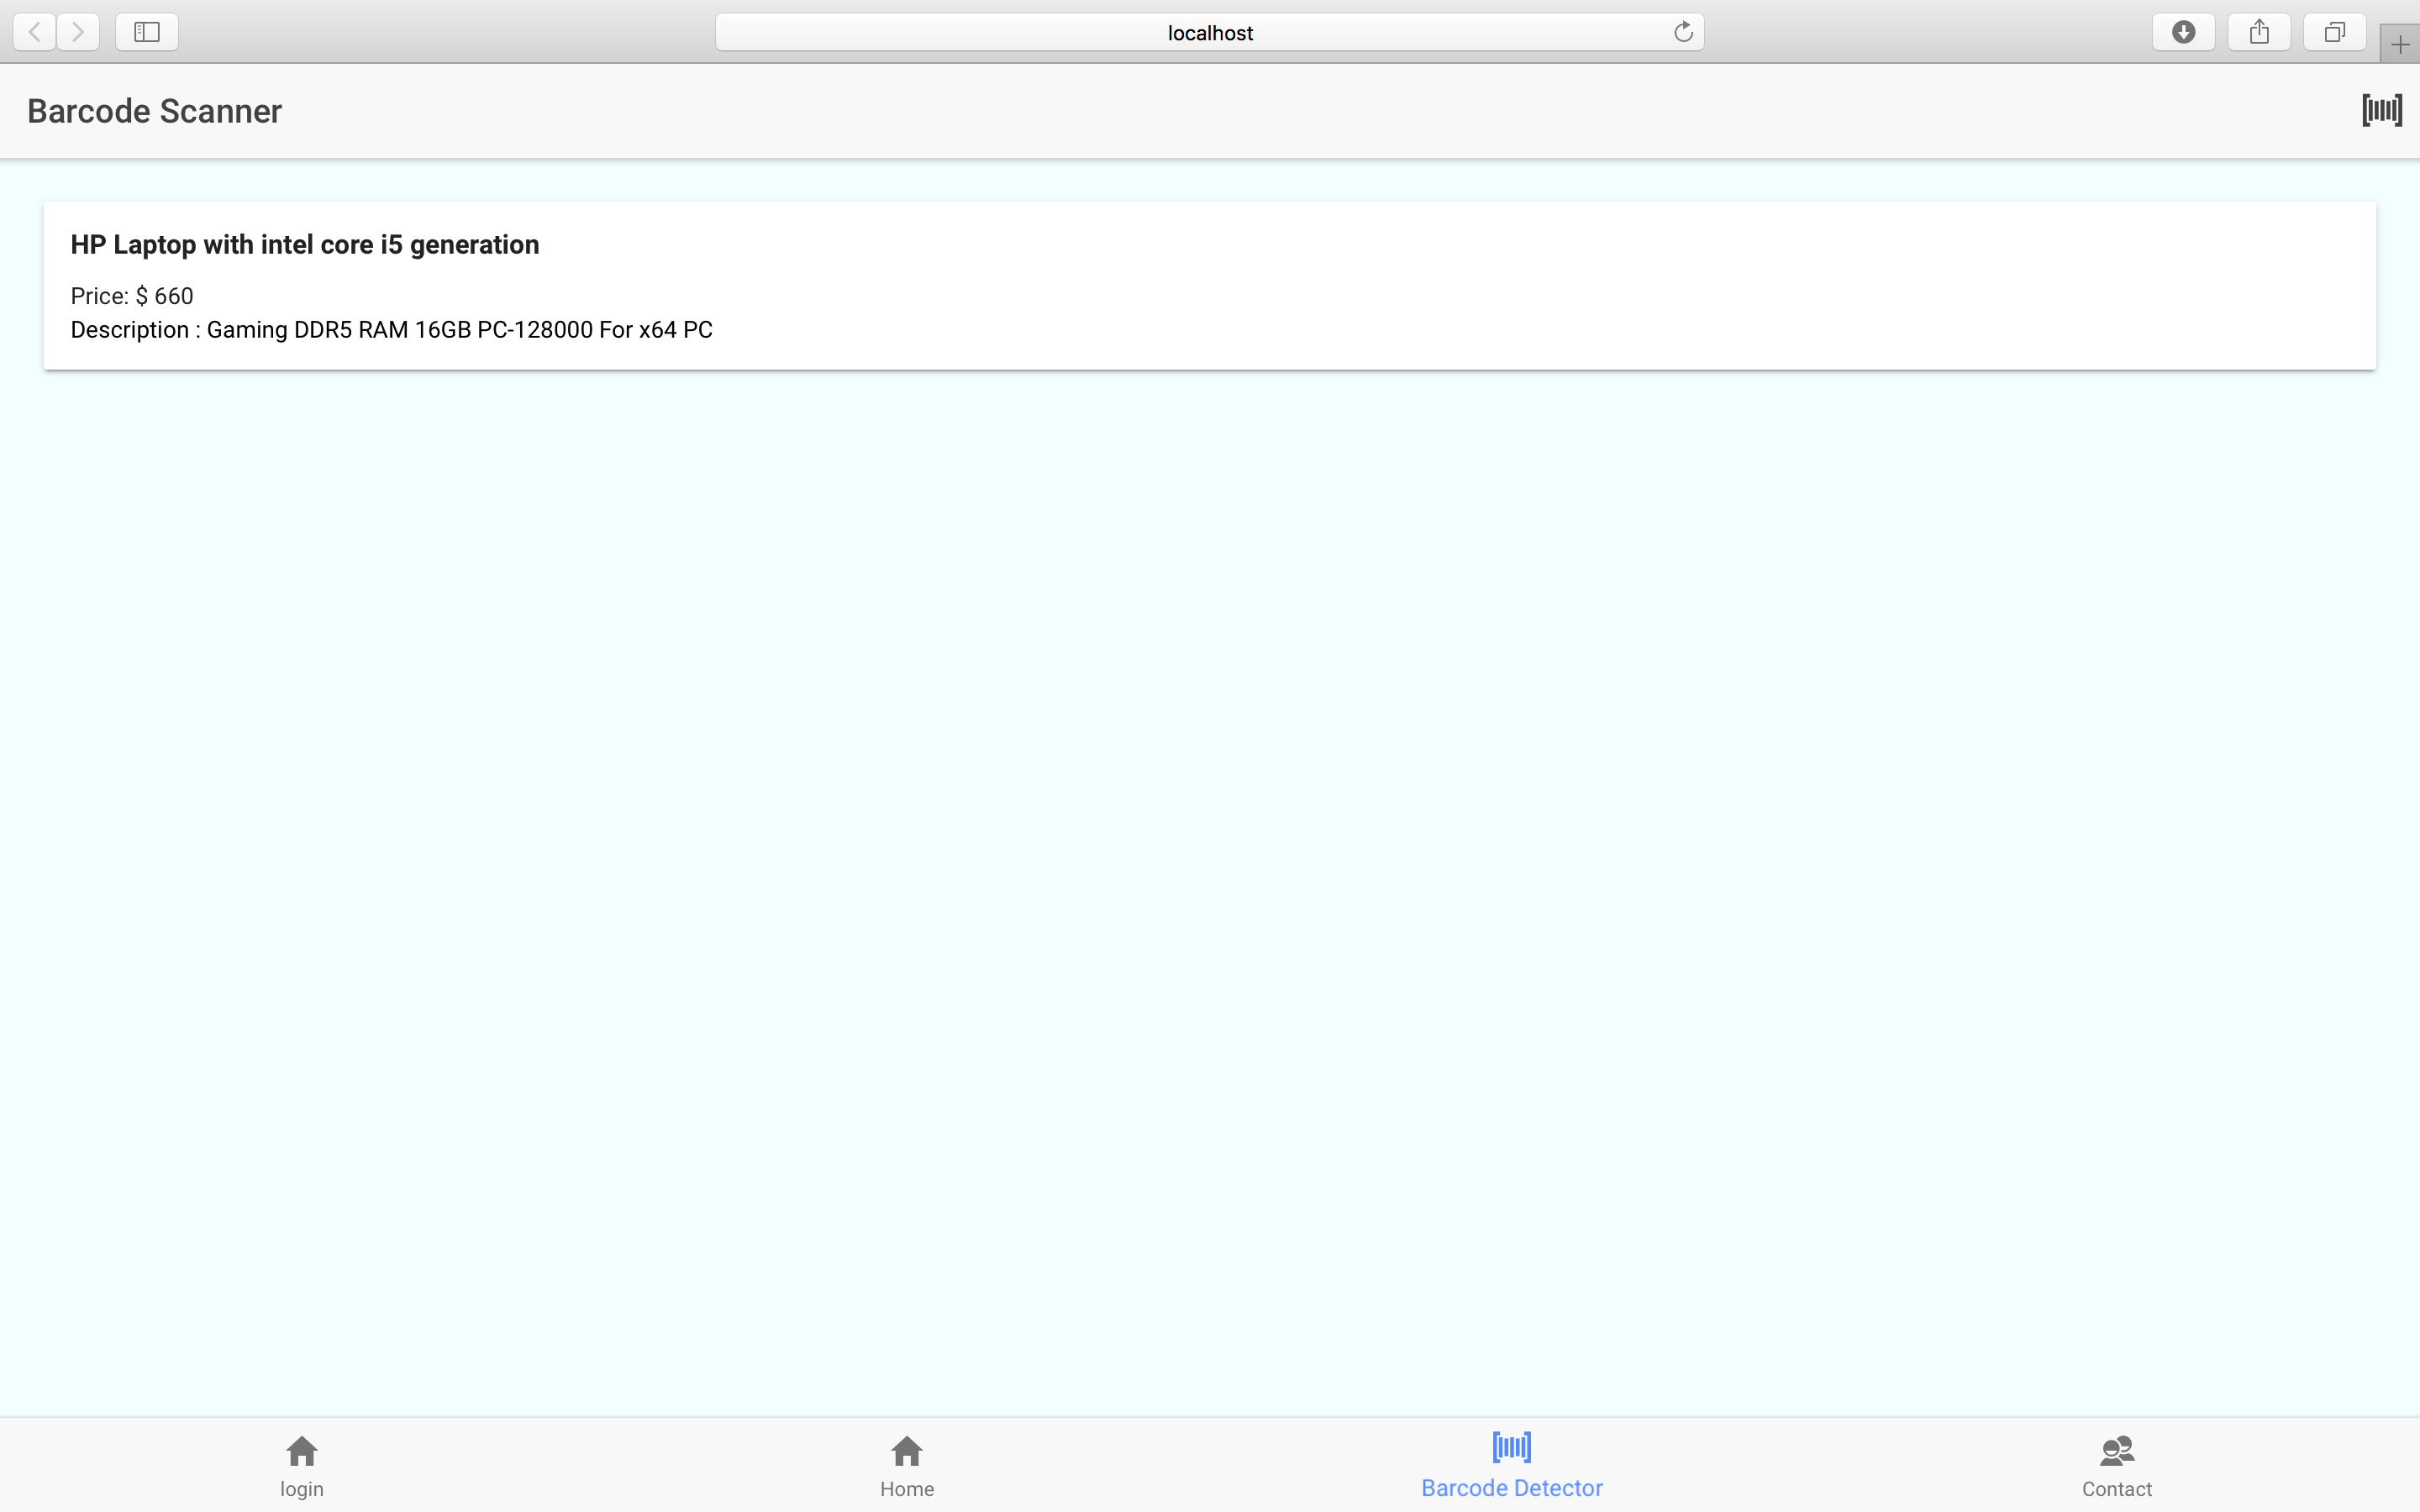 localhost
Barcode Scanner
HP Laptop with intel core i5 generation
Price: $ 660
Description : Gaming DDR5 RAM 16GB PC-128000 For x64 PC
login
Home
Barcode Detector
Contact